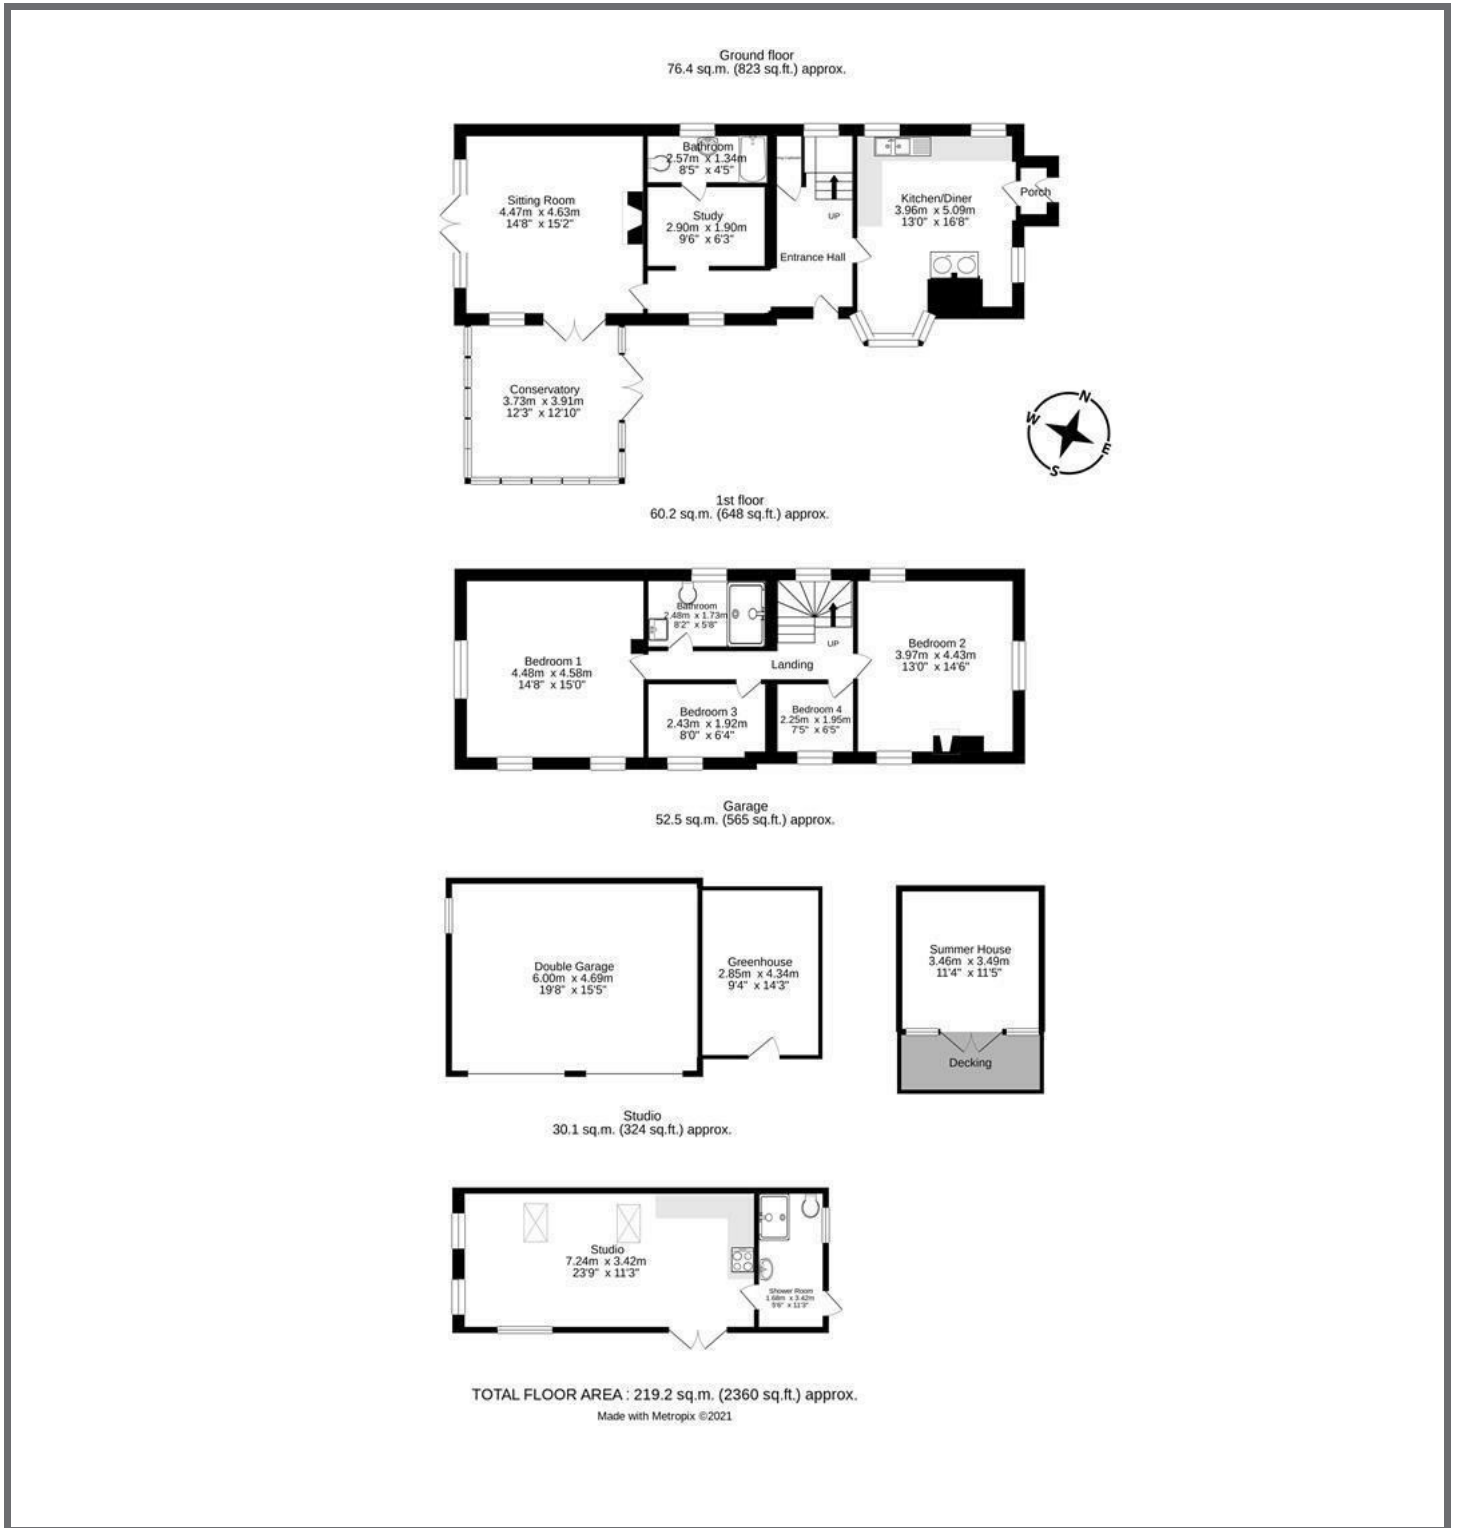 Ground floor
76.4 sq.m. (823 sq.ft.) approx.
Bathroom
2.57m x 1.34m
8'5" x 4'5"
Sitting Room
4.47m x 4.63m
14'8" x 15'2"
Study
2.90m x 1.90m
9'6" x 6'3"
UP
Entrance Hall
Kitchen/Diner
3.96m x 5.09m
13'0" x 16'8"
Porch
Conservatory
3.73m x 3.91m
12'3" x 12'10"
N
W
E
S
1st floor
60.2 sq.m. (648 sq.ft.) approx.
Bathroom
2.48m x 1.73m
8'2" x 5'8"
UP
Landing
Bedroom 1
4.48m x 4.58m
14'8" x 15'0"
Bedroom 2
3.97m x 4.43m
13'0" x 14'6"
Bedroom 3
2.43m x 1.92m
8'0" x 6'4"
Bedroom 4
2.25m x 1.95m
7'5" x 6'5"
Garage
52.5 sq.m. (565 sq.ft.) approx.
Double Garage
6.00m x 4.69m
19'8" x 15'5"
Greenhouse
2.85m x 4.34m
9'4" x 14'3"
Summer House
3.46m x 3.49m
11'4" x 11'5"
Decking
Studio
30.1 sq.m. (324 sq.ft.) approx.
Studio
7.24m x 3.42m
23'9" x 11'3"
Shower Room
1.68m x 3.42m
5'6" x 11'3"
TOTAL FLOOR AREA : 219.2 sq.m. (2360 sq.ft.) approx.
Made with Metropix ©2021